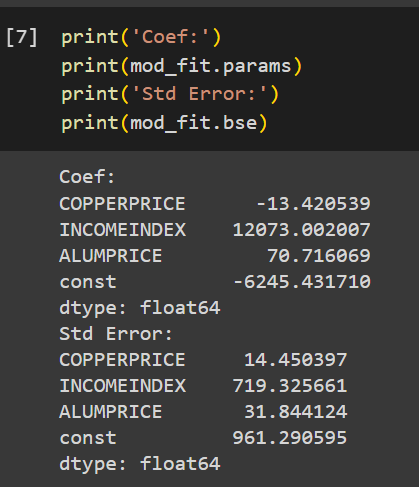 [7] print('Coef:')
print(mod_fit.params)
print('Std Error:')
print(mod_fit.bse)
Coef:
COPPERPRICE -13.420539
INCOMEINDEX 12073.002007
ALUMPRICE 70.716069
const -6245.431710
dtype: float64
Std Error:
COPPERPRICE 14.450397
INCOMEINDEX 719.325661
ALUMPRICE 31.844124
const 961.290595
dtype: float64